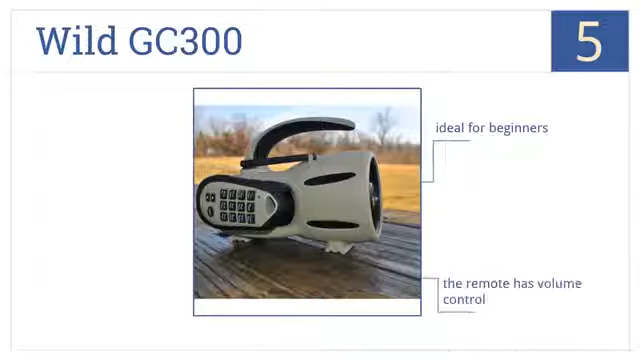 Wild GC300
5
ideal for beginners
the remote has volume
control